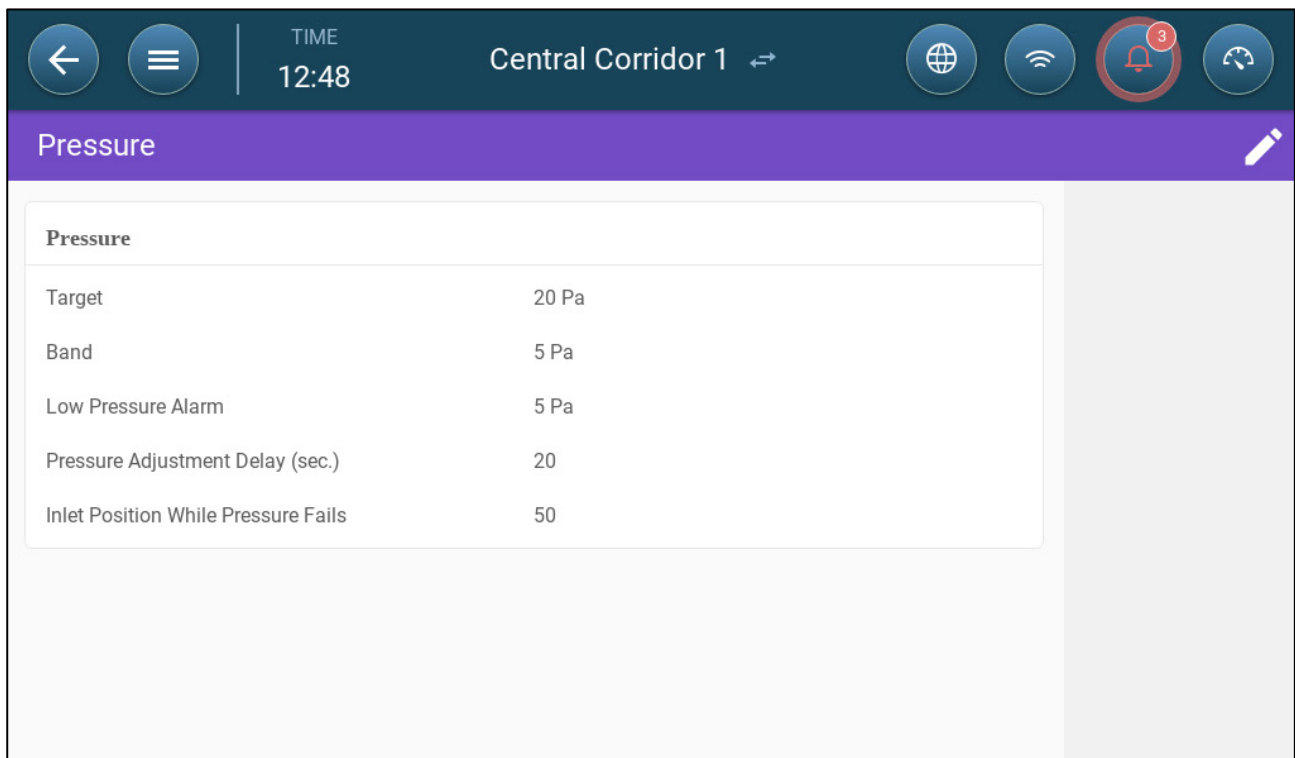 TIME
12:48
Central Corridor 1
3
Pressure
Pressure
Target 20 Pa
Band 5 Pa
Low Pressure Alarm 5 Pa
Pressure Adjustment Delay (sec.) 20
Inlet Position While Pressure Fails 50